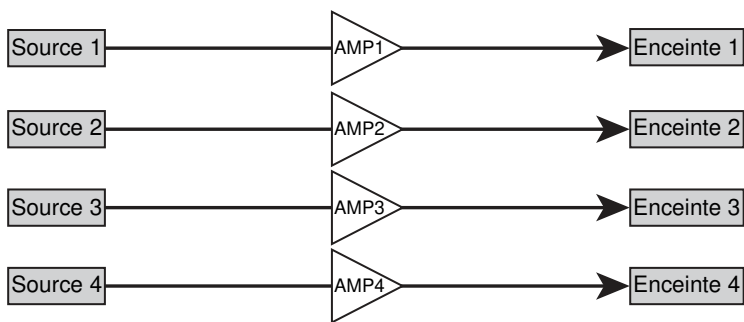 Source 1 AMP1 Enceinte 1
Source 2 AMP2 Enceinte 2
Source 3 AMP3 Enceinte 3
Source 4 AMP4 Enceinte 4